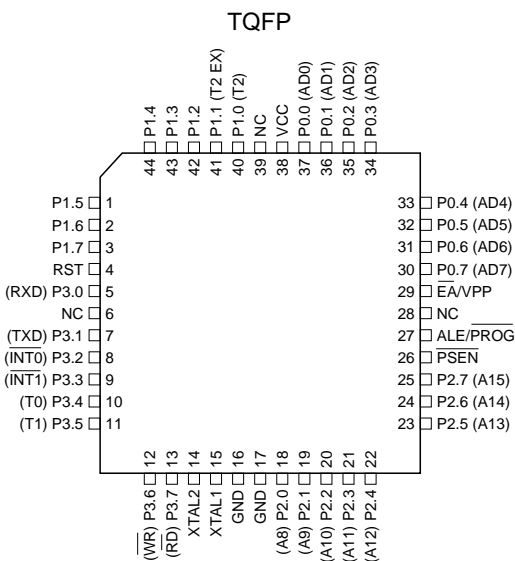 TQFP
P1.4
P1.3
P1.2
P1.1 (T2 EX)
P1.0 (T2)
NC
VCC
P0.0 (AD0)
P0.1 (AD1)
P0.2 (AD2)
P0.3 (AD3)
44
43
42
41
40
39
38
37
36
35
34
P1.5 1
P1.6 2
P1.7 3
RST 4
(RXD) P3.0 5
NC 6
(TXD) P3.1 7
(INT0) P3.2 8
(INT1) P3.3 9
(T0) P3.4 10
(T1) P3.5 11
33 P0.4 (AD4)
32 P0.5 (AD5)
31 P0.6 (AD6)
30 P0.7 (AD7)
29 EA/VPP
28 NC
27 ALE/PROG
26 PSEN
25 P2.7 (A15)
24 P2.6 (A14)
23 P2.5 (A13)
12
13
14
15
16
17
18
19
20
21
22
(WR) P3.6
(RD) P3.7
XTAL2
XTAL1
GND
GND
(A8) P2.0
(A9) P2.1
(A10) P2.2
(A11) P2.3
(A12) P2.4